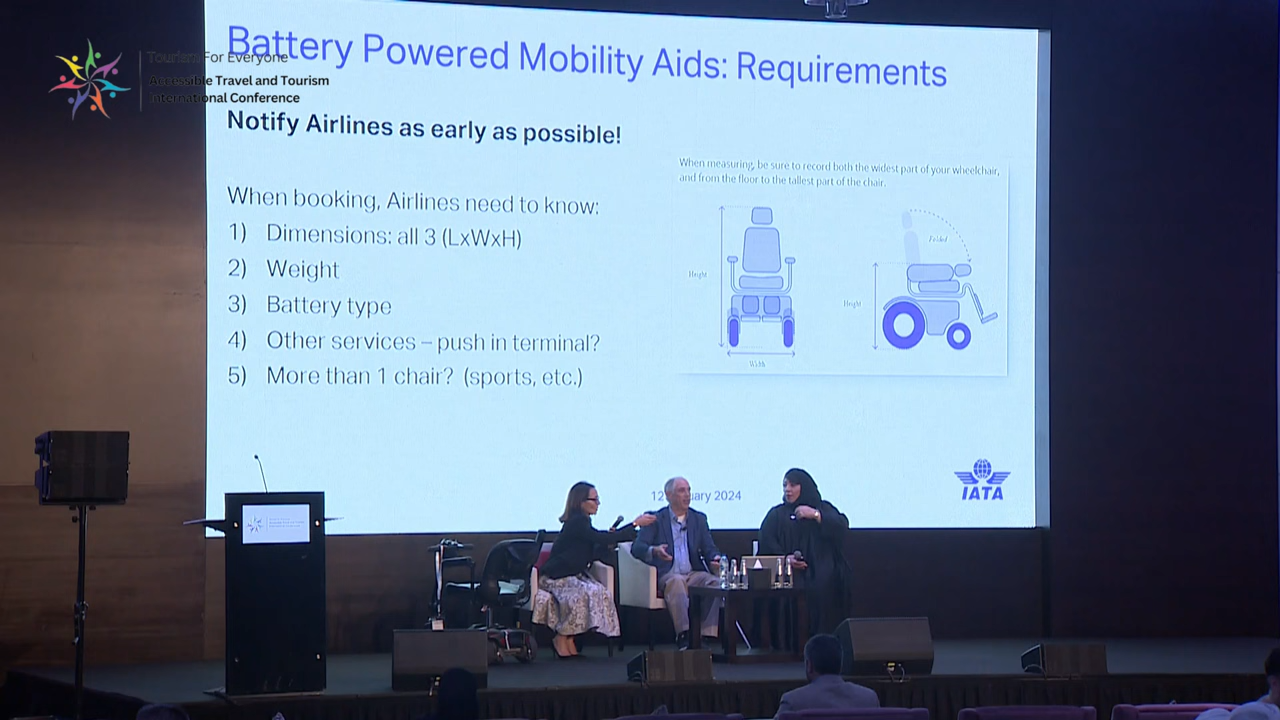 Battery Powered Mobility Aids: Requirements
TourismForEveryone
Accessible Travel and Tourism
International Conference
Notify Airlines as early as possible!
When measuring, be sure to record both the widest part of your wheelchair,
and from the floor to the tallest part of the chair.
When booking, Airlines need to know:
1) Dimensions: all 3 (LxWxH)
2) Weight
3) Battery type
4) Other services – push in terminal?
5) More than 1 chair? (sports, etc.)
Height
Width
Folded
Height
IATA
2024